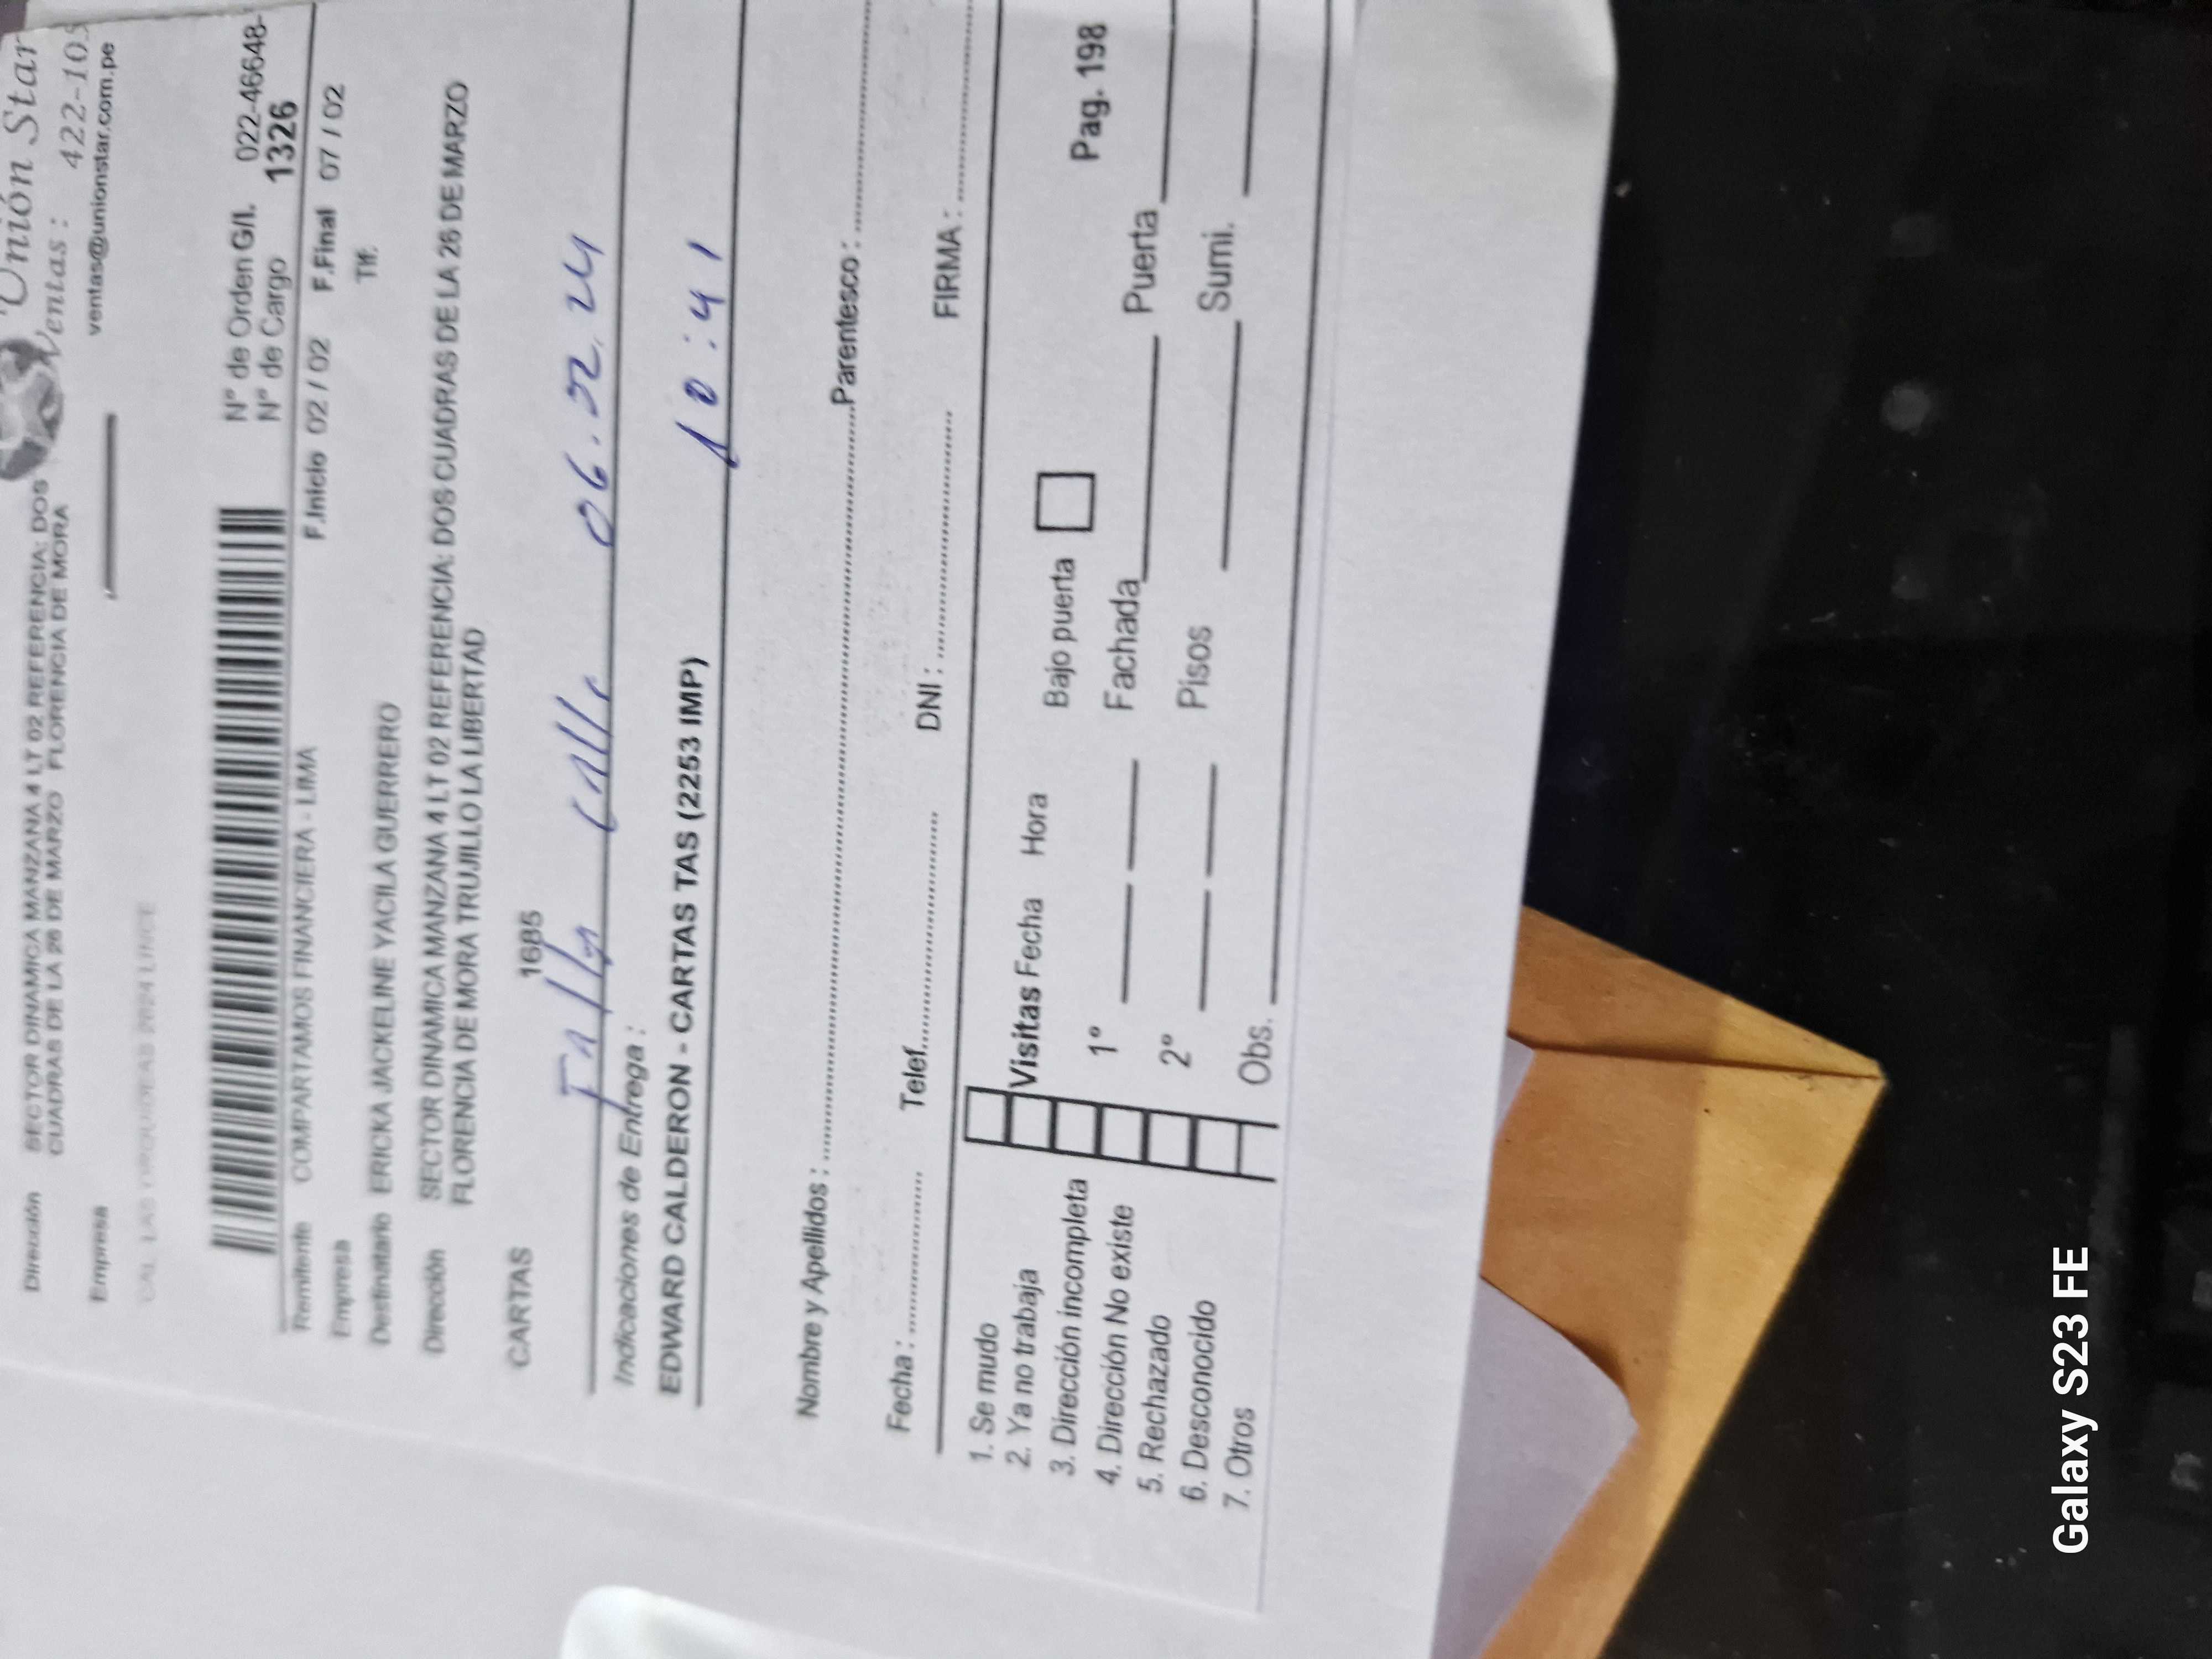 Unión Star
Dirección SECTOR DINAMICA MANZANA 4 LT 02 REFERENCIA: DOS
CUADRAS DE LA 26 DE MARZO FLORENCIA DE MORA
Ventas : 422-105
Empresa
ventas@unionstar.com.pe
LINCE
N° de Orden G/l. 022-46648-
N° de Cargo 1326
Remitente COMPARTAMOS FINANCIERA - LIMA F.Inicio 02 / 02 F.Final 07 / 02
Empresa Tlf:
Destinatario ERICKA JACKELINE YACILA GUERRERO
Dirección SECTOR DINAMICA MANZANA 4 LT 02 REFERENCIA: DOS CUADRAS DE LA 26 DE MARZO
FLORENCIA DE MORA TRUJILLO LA LIBERTAD
CARTAS 1685
Falta Calle 06.02.24
Indicaciones de Entrega :
EDWARD CALDERON - CARTAS TAS (2253 IMP)
10:41
Nombre y Apellidos : Parentesco :
Fecha : Telef. DNI : FIRMA :
1. Se mudo
2. Ya no trabaja Visitas Fecha Hora Bajo puerta Pag. 198
3. Dirección incompleta
4. Dirección No existe 1° Fachada Puerta
5. Rechazado
6. Desconocido 2° Pisos Sumi.
7. Otros Obs.
Galaxy S23 FE